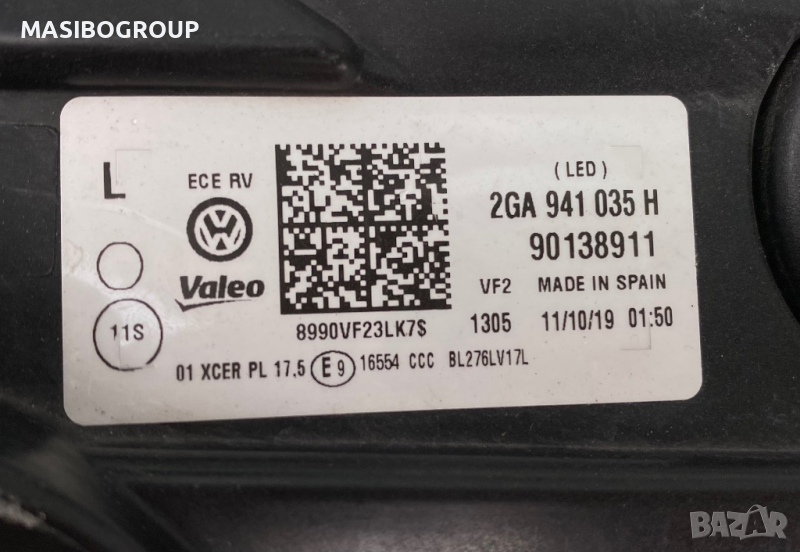 MASIBOGROUP
L
ECE RV
Valeo
11S
8990VF23LK7$
(LED)
2GA 941 035 H
90138911
VF2 MADE IN SPAIN
1305 11/10/19 01:50
01 XCER PL 17,5 E9 16554 CCC BL276LV17L
BAZAR